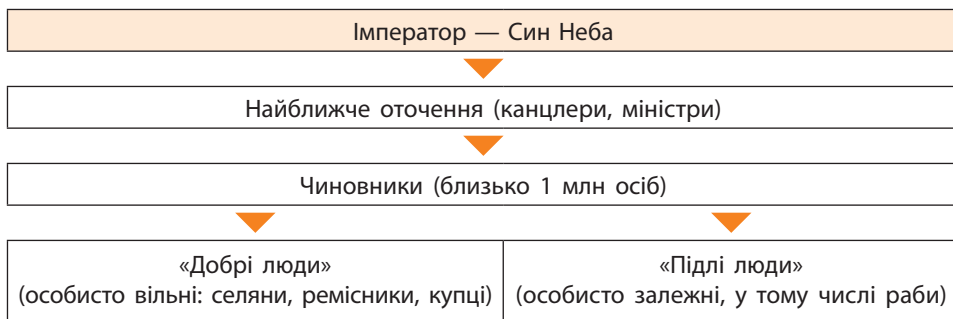 Імператор — Син Неба
Найближче оточення (канцлери, міністри)
Чиновники (близько 1 млн осіб)
«Добрі люди»
(особисто вільні: селяни, ремісники, купці)
«Підлі люди»
(особисто залежні, у тому числі раби)